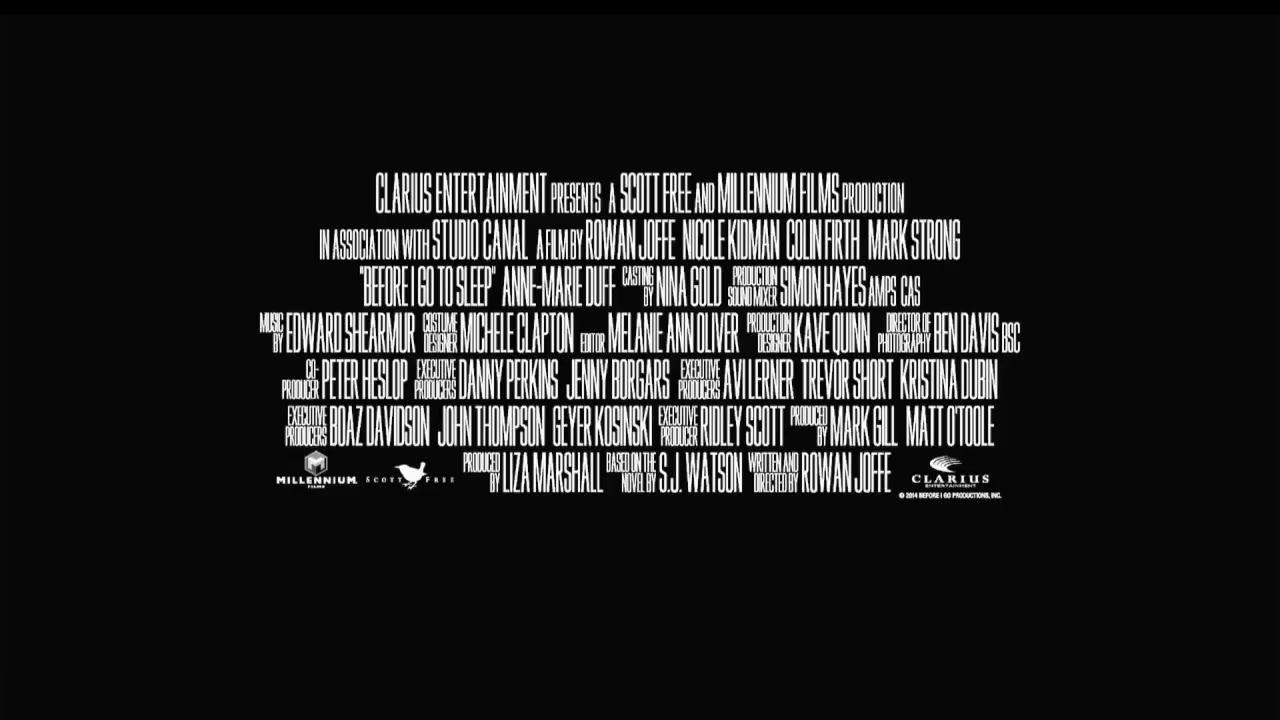 CLARIUS ENTERTAINMENT PRESENTS A SCOTT FREE AND MILLENNIUM FILMS PRODUCTION
IN ASSOCIATION WITH STUDIO CANAL A FILM BY ROWAN JOFFE NICOLE KIDMAN COLIN FIRTH MARK STRONG
"BEFORE I GO TO SLEEP" ANNE-MARIE DUFF CASTING BY NINA GOLD PRODUCTION SOUND MIXER SIMON HAYES AMPS CAS
MUSIC BY EDWARD SHEARMUR COSTUME DESIGNER MICHELE CLAPTON EDITOR MELANIE ANN OLIVER PRODUCTION DESIGNER KAVE QUINN DIRECTOR OF PHOTOGRAPHY BEN DAVIS BSC
CO-PRODUCER PETER HESLOP EXECUTIVE PRODUCERS DANNY PERKINS JENNY BORGARS EXECUTIVE PRODUCERS AVI LERNER TREVOR SHORT KRISTINA DUBIN
EXECUTIVE PRODUCERS BOAZ DAVIDSON JOHN THOMPSON GEYER KOSINSKI EXECUTIVE PRODUCER RIDLEY SCOTT PRODUCED BY MARK GILL MATT O'TOOLE
MILLENNIUM FILMS SCOTT FREE PRODUCED BY LIZA MARSHALL BASED ON THE NOVEL BY S.J. WATSON WRITTEN AND DIRECTED BY ROWAN JOFFE CLARIUS ENTERTAINMENT
© 2014 BEFORE I GO PRODUCTIONS, INC.